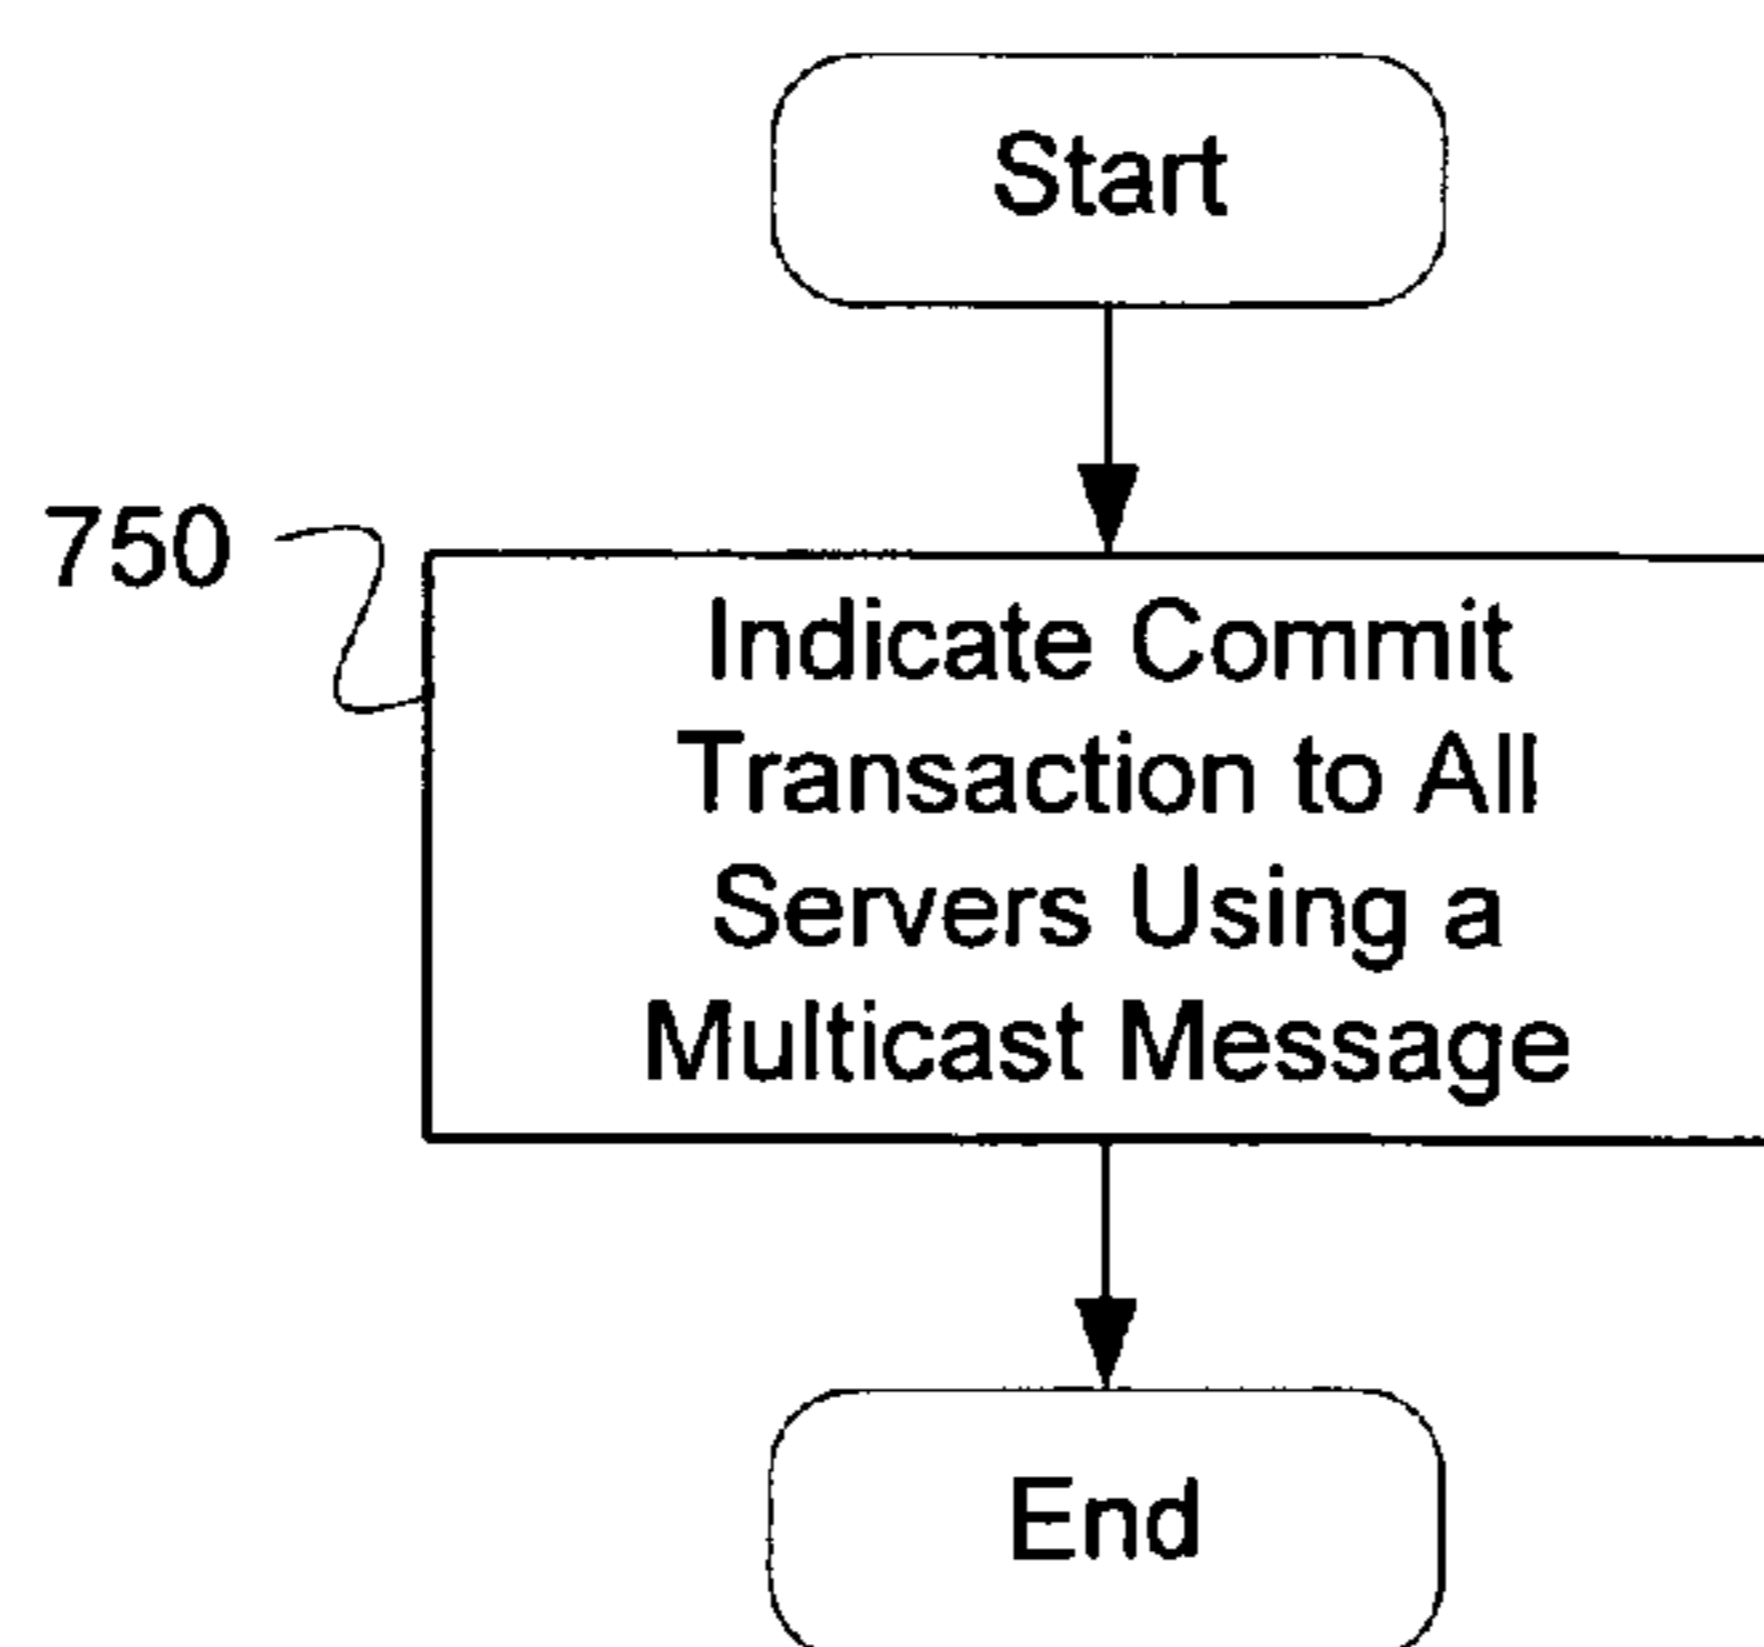 Start
750
Indicate Commit
Transaction to All
Servers Using a
Multicast Message
End